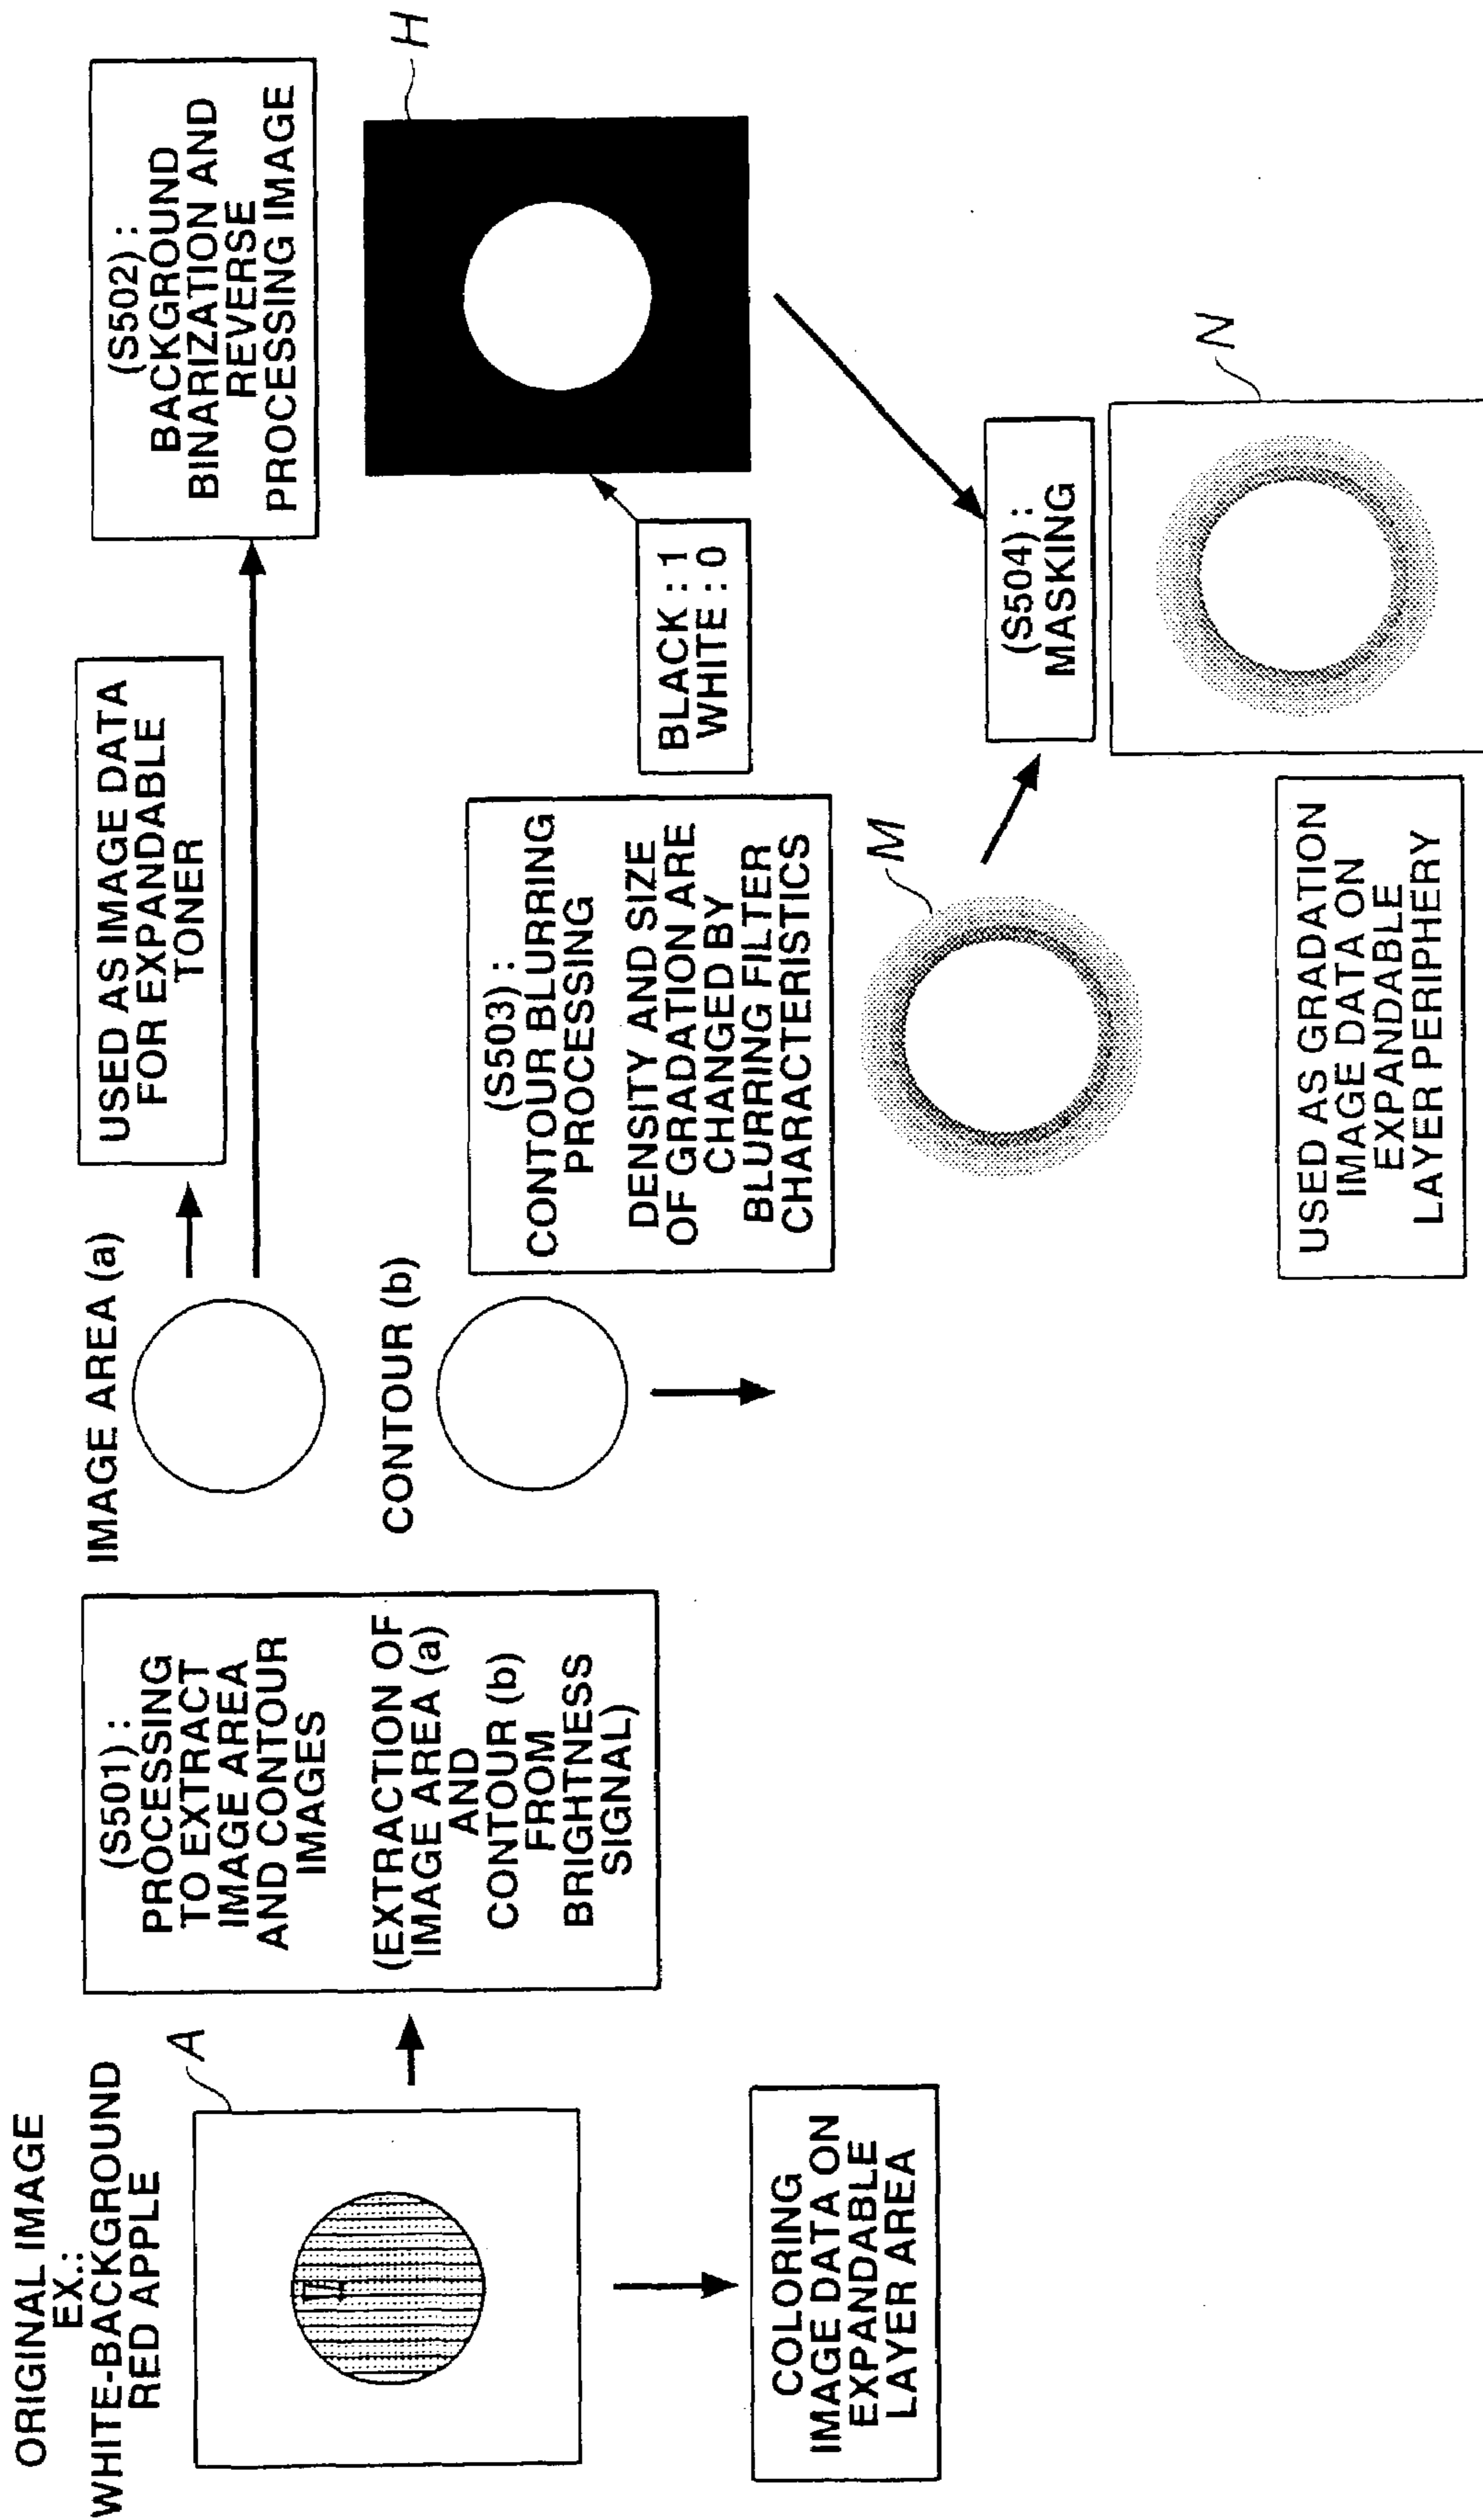 ORIGINAL IMAGE
EX.:
WHITE-BACKGROUND
RED APPLE
A
COLORING
IMAGE DATA ON
EXPANDABLE
LAYER AREA
(S501) :
PROCESSING
TO EXTRACT
IMAGE AREA
AND CONTOUR
IMAGES
(EXTRACTION OF
IMAGE AREA (a)
AND
CONTOUR (b)
FROM
BRIGHTNESS
SIGNAL)
IMAGE AREA (a)
CONTOUR (b)
USED AS IMAGE DATA
FOR EXPANDABLE
TONER
(S503) :
CONTOUR BLURRING
PROCESSING
DENSITY AND SIZE
OF GRADATION ARE
CHANGED BY
BLURRING FILTER
CHARACTERISTICS
M
USED AS GRADATION
IMAGE DATA ON
EXPANDABLE
LAYER PERIPHERY
(S502) :
BACKGROUND
BINARIZATION AND
REVERSE
PROCESSING IMAGE
H
BLACK : 1
WHITE : 0
(S504) :
MASKING
N